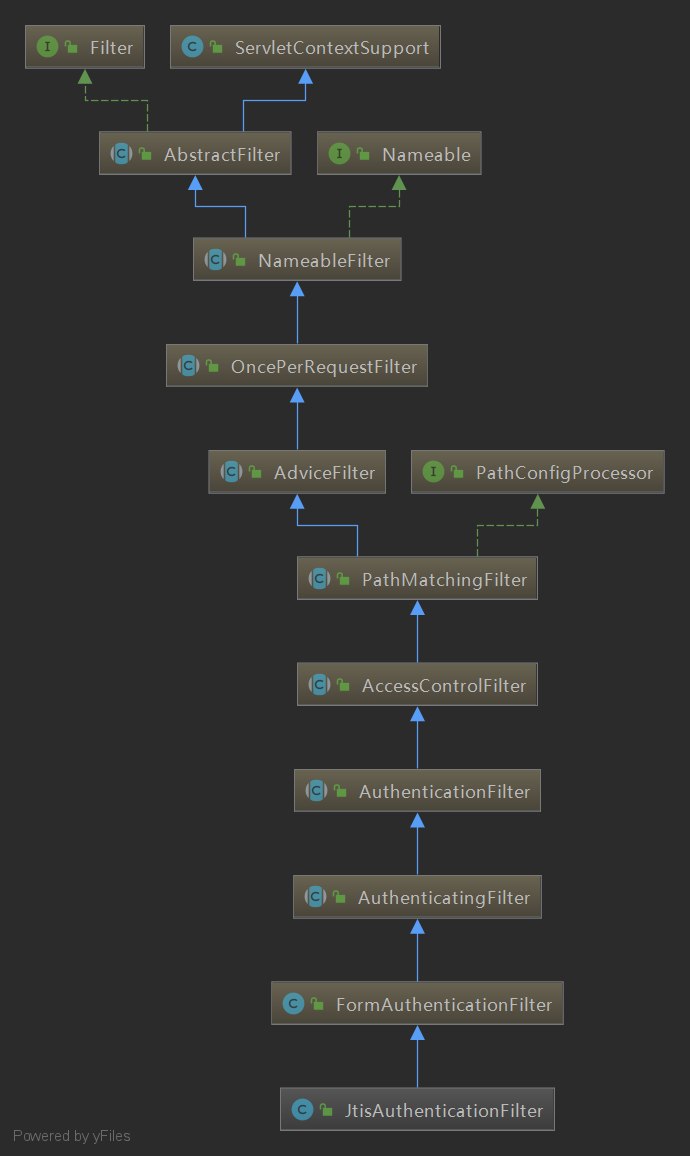 I Filter
C ServletContextSupport
C AbstractFilter
I Nameable
C NameableFilter
C OncePerRequestFilter
C AdviceFilter
I PathConfigProcessor
C PathMatchingFilter
C AccessControlFilter
C AuthenticationFilter
C AuthenticatingFilter
C FormAuthenticationFilter
C JtisAuthenticationFilter
Powered by yFiles